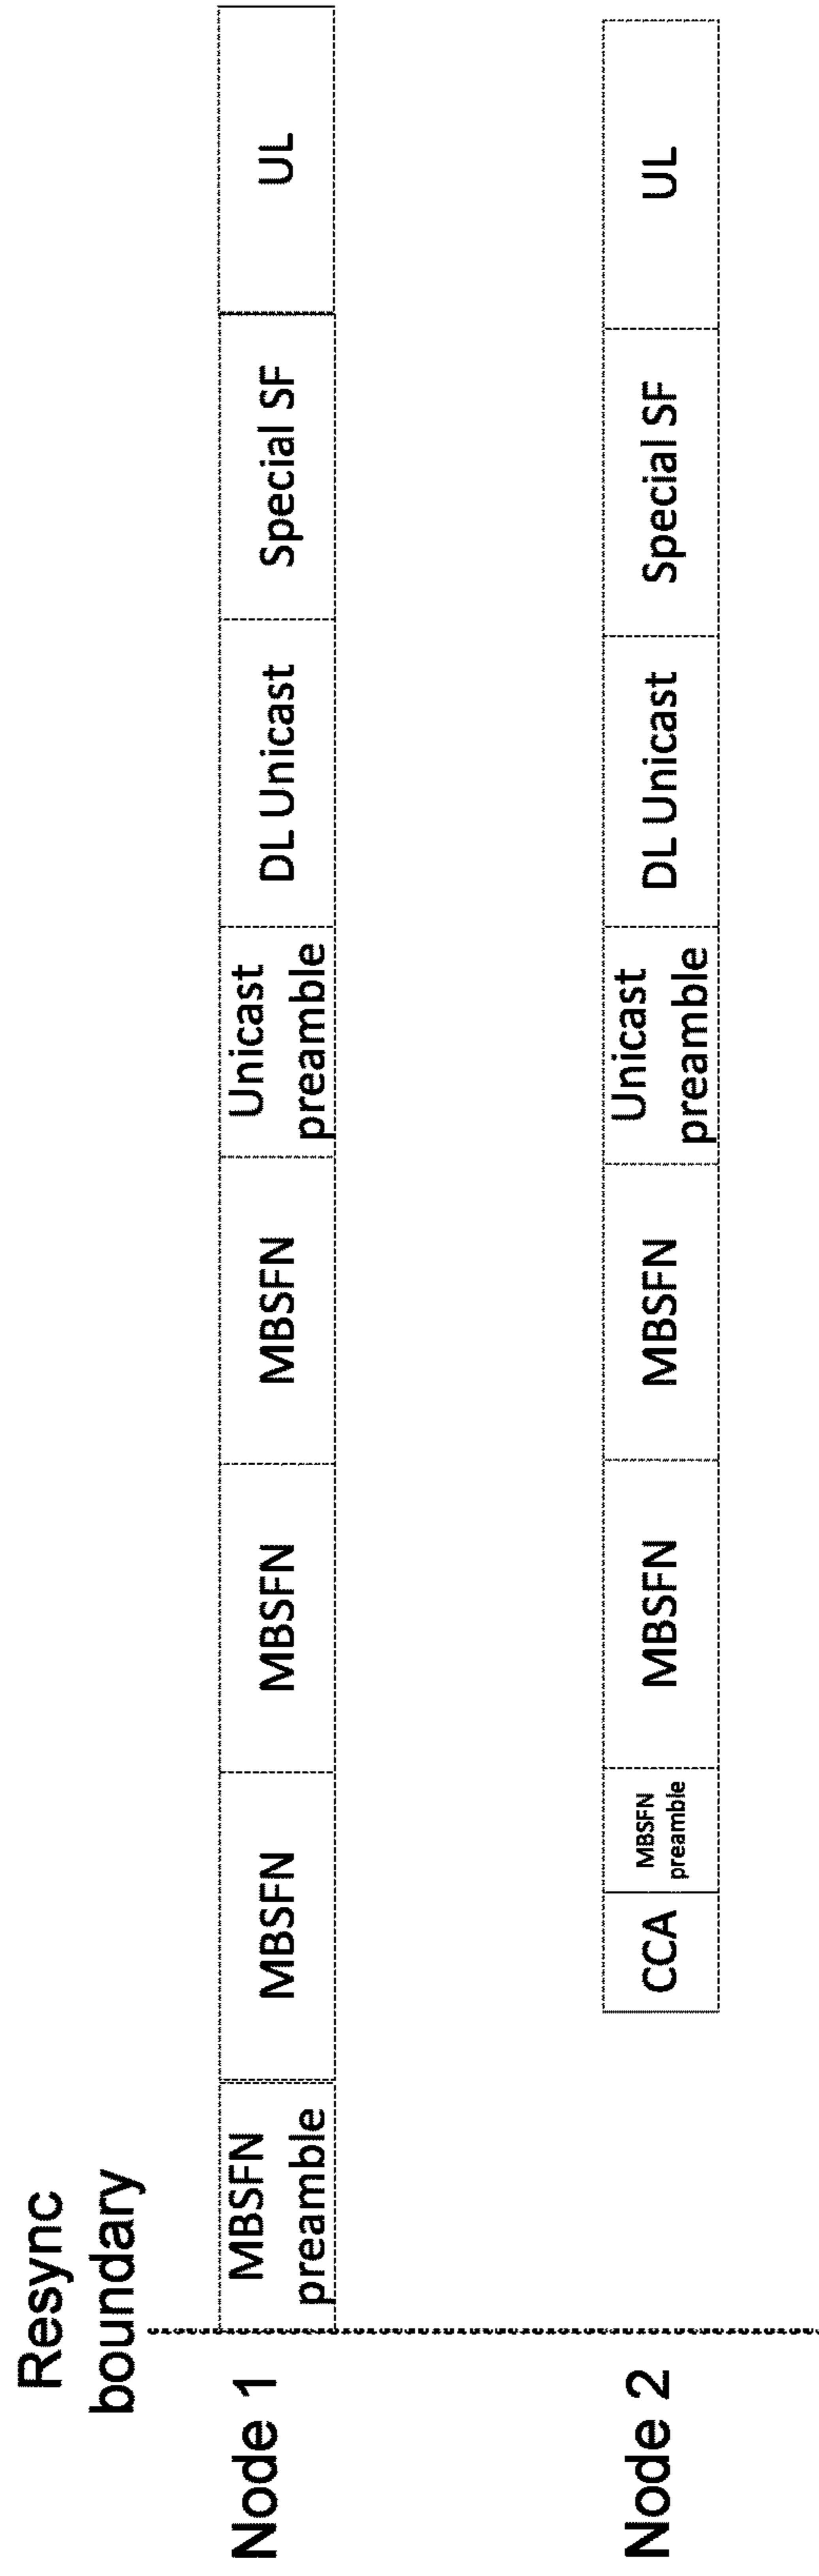 Resync
boundary
Node 1
MBSFN
preamble
MBSFN
MBSFN
MBSFN
Unicast
preamble
DL Unicast
Special SF
UL
Node 2
CCA
MBSFN
preamble
MBSFN
MBSFN
Unicast
preamble
DL Unicast
Special SF
UL